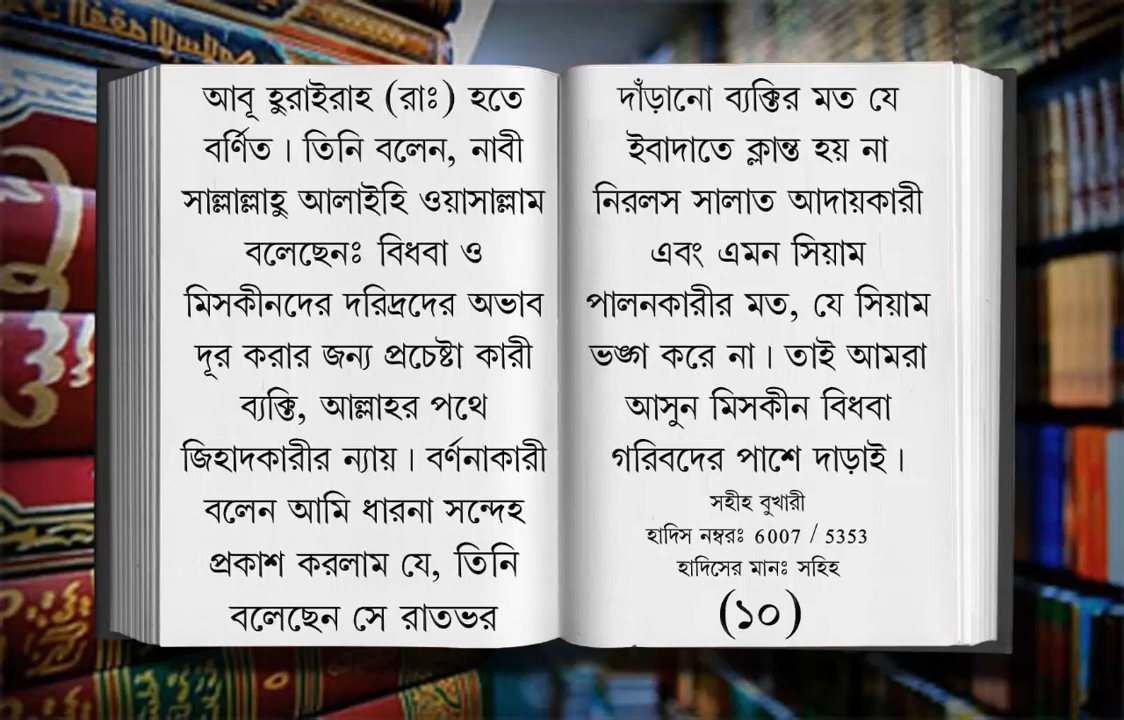 আবূ হুরাইরাহ (রাঃ) হতে
বর্ণিত। তিনি বলেন, নাবী
সাল্লাল্লাহু আলাইহি ওয়াসাল্লাম
বলেছেনঃ বিধবা ও
মিসকীনদের দরিদ্রদের অভাব
দূর করার জন্য প্রচেষ্টা কারী
ব্যক্তি, আল্লাহর পথে
জিহাদকারীর ন্যায়। বর্ণনাকারী
বলেন আমি ধারনা সন্দেহ
প্রকাশ করলাম যে, তিনি
বলেছেন সে রাতভর
দাঁড়ানো ব্যক্তির মত যে
ইবাদাতে ক্লান্ত হয় না
নিরলস সালাত আদায়কারী
এবং এমন সিয়াম
পালনকারীর মত, যে সিয়াম
ভঙ্গ করে না। তাই আমরা
আসুন মিসকীন বিধবা
গরিবদের পাশে দাড়াই।
সহীহ বুখারী
হাদিস নম্বরঃ 6007 / 5353
হাদিসের মানঃ সহিহ
(১০)